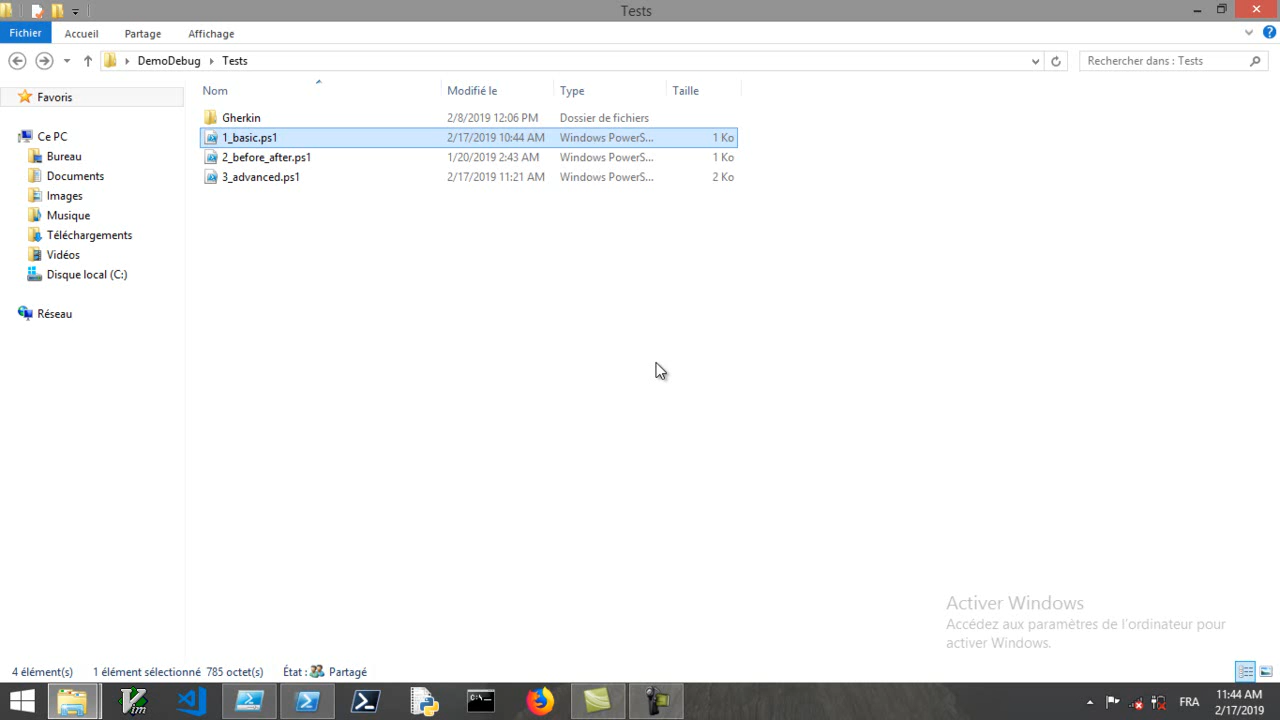 Tests
Fichier Accueil Partage Affichage
DemoDebug Tests
Rechercher dans : Tests
Favoris
Ce PC
Bureau
Documents
Images
Musique
Téléchargements
Vidéos
Disque local (C:)
Réseau
Nom Modifié le Type Taille
Gherkin 2/8/2019 12:06 PM Dossier de fichiers
1_basic.ps1 2/17/2019 10:44 AM Windows PowerS... 1 Ko
2_before_after.ps1 1/20/2019 2:43 AM Windows PowerS... 1 Ko
3_advanced.ps1 2/17/2019 11:21 AM Windows PowerS... 2 Ko
Activer Windows
Accédez aux paramètres de l'ordinateur pour
activer Windows.
4 élément(s) 1 élément sélectionné 785 octet(s) État : Partagé
FRA
11:44 AM
2/17/2019